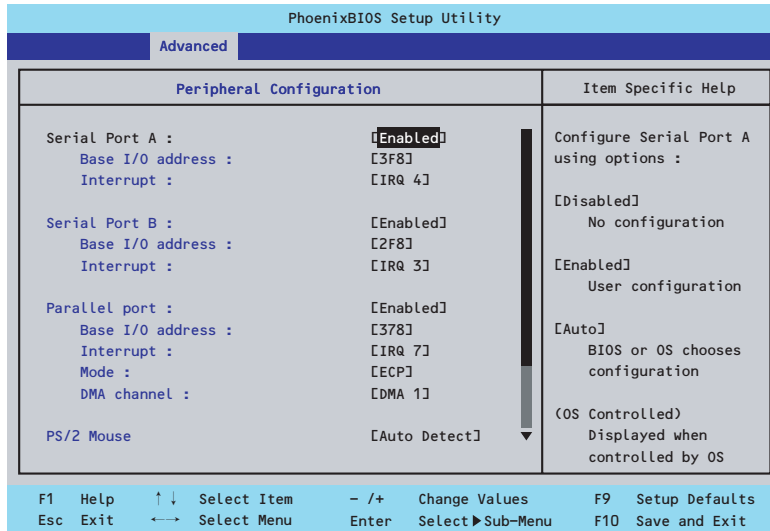 PhoenixBIOS Setup Utility
Advanced
Peripheral Configuration
Serial Port A : [Enabled]
Base I/O address : [3F8]
Interrupt : [IRQ 4]
Serial Port B : [Enabled]
Base I/O address : [2F8]
Interrupt : [IRQ 3]
Parallel port : [Enabled]
Base I/O address : [378]
Interrupt : [IRQ 7]
Mode : [ECP]
DMA channel : [DMA 1]
PS/2 Mouse [Auto Detect]
Item Specific Help
Configure Serial Port A
using options :
[Disabled]
No configuration
[Enabled]
User configuration
[Auto]
BIOS or OS chooses
configuration
(OS Controlled)
Displayed when
controlled by OS
F1 Help ↑↓ Select Item - /+ Change Values F9 Setup Defaults
Esc Exit ←→ Select Menu Enter Select▶Sub-Menu F10 Save and Exit